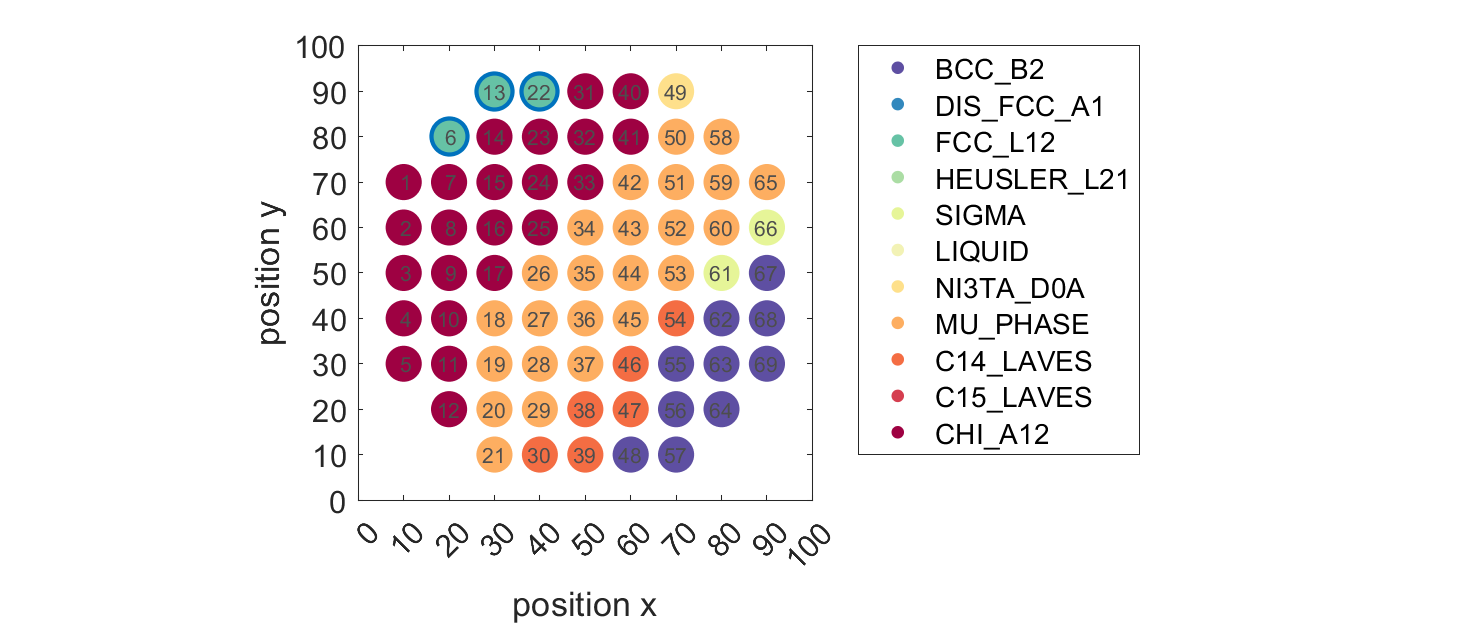 100
90 13 22 31 40 49
80 6 14 23 32 41 50 58
70 1 7 15 24 33 42 51 59 65
60 2 8 16 25 34 43 52 60 66
50 3 9 17 26 35 44 53 61 67
40 4 10 18 27 36 45 54 62 68
30 5 11 19 28 37 46 55 63 69
20 12 20 29 38 47 56 64
10 21 30 39 48 57
0
position y
0 10 20 30 40 50 60 70 80 90 100
position x
BCC_B2
DIS_FCC_A1
FCC_L12
HEUSLER_L21
SIGMA
LIQUID
NI3TA_D0A
MU_PHASE
C14_LAVES
C15_LAVES
CHI_A12